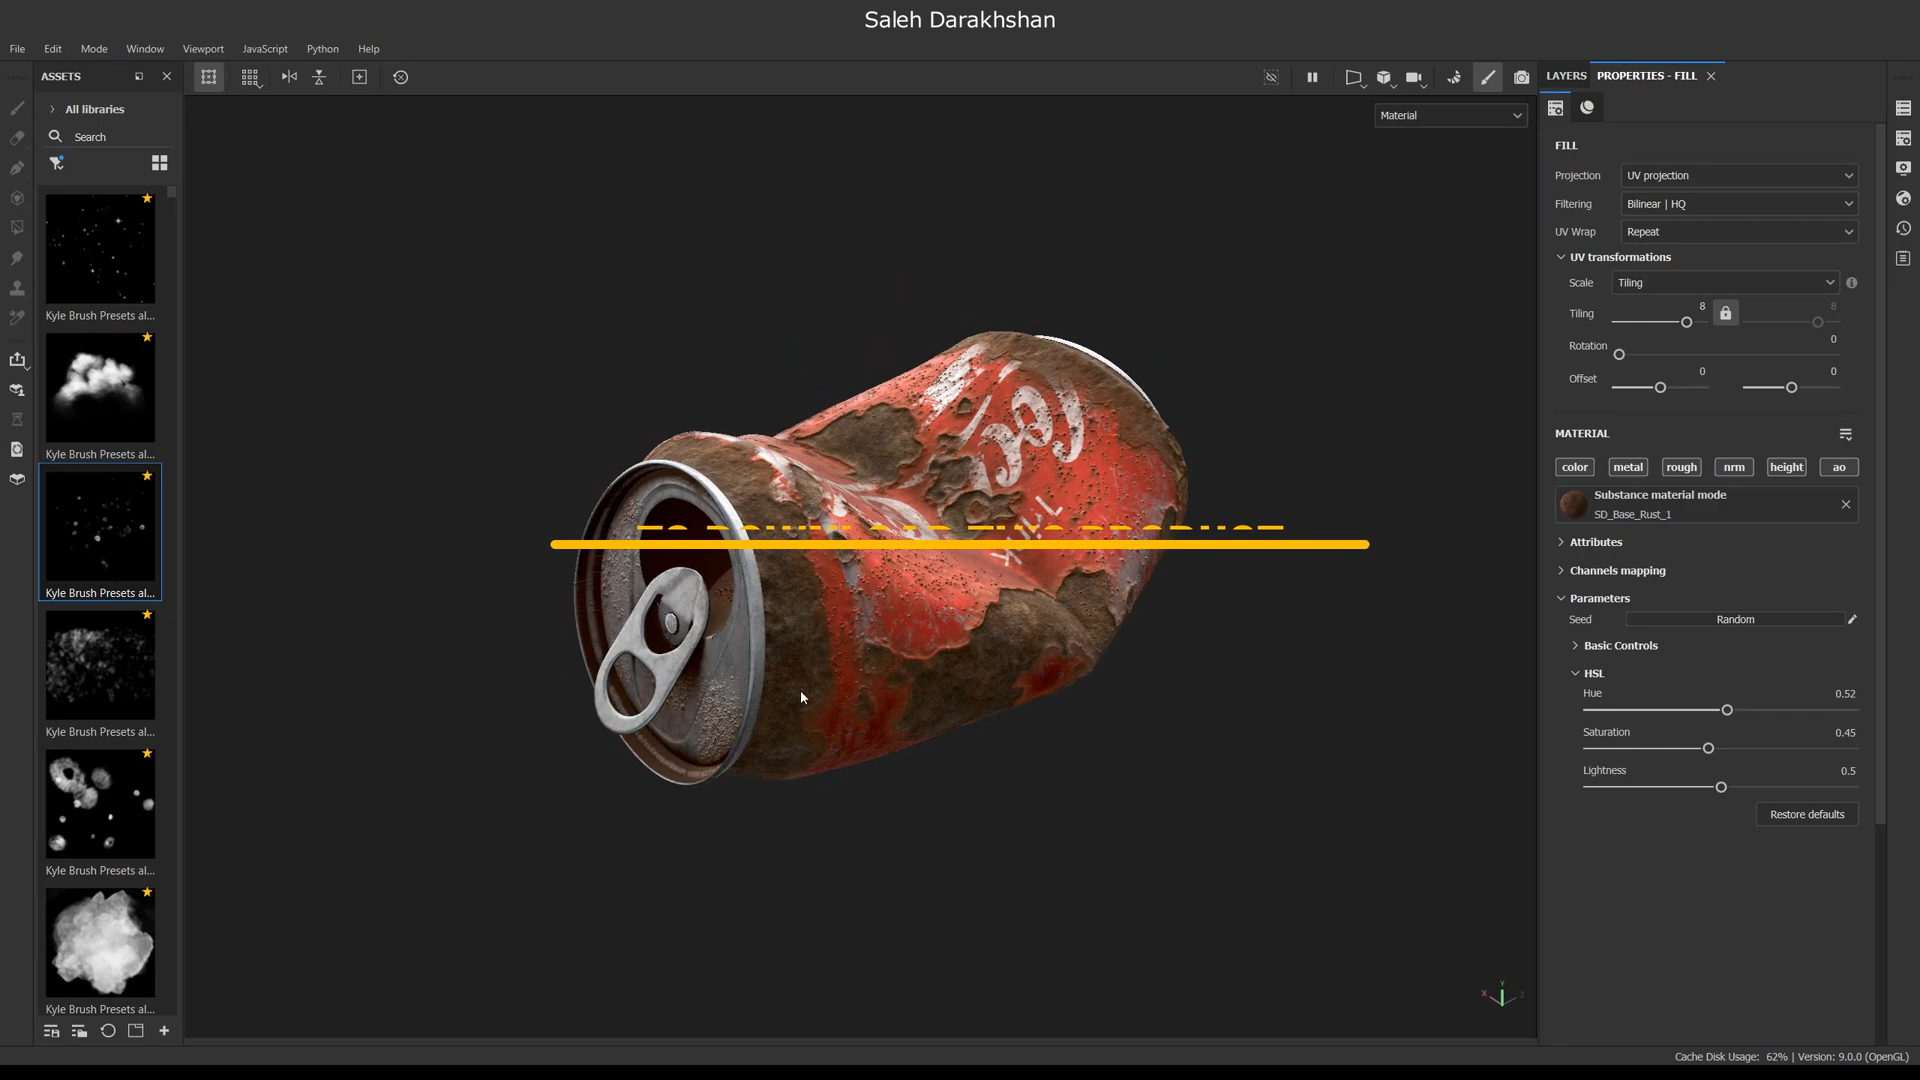 Saleh Darakhshan
File Edit Mode Window Viewport JavaScript Python Help
ASSETS
All libraries
Search
Kyle Brush Presets al...
Kyle Brush Presets al...
Kyle Brush Presets al...
Kyle Brush Presets al...
Kyle Brush Presets al...
Kyle Brush Presets al...
Material
TO DOWNLOAD THIS PRODUCT
X Y Z
LAYERS PROPERTIES - FILL
FILL
Projection UV projection
Filtering Bilinear | HQ
UV Wrap Repeat
UV transformations
Scale Tiling
Tiling 8 8
Rotation 0
Offset 0 0
MATERIAL
color metal rough nrm height ao
Substance material mode
SD_Base_Rust_1
Attributes
Channels mapping
Parameters
Seed Random
Basic Controls
HSL
Hue 0.52
Saturation 0.45
Lightness 0.5
Restore defaults
Cache Disk Usage: 62% | Version: 9.0.0 (OpenGL)